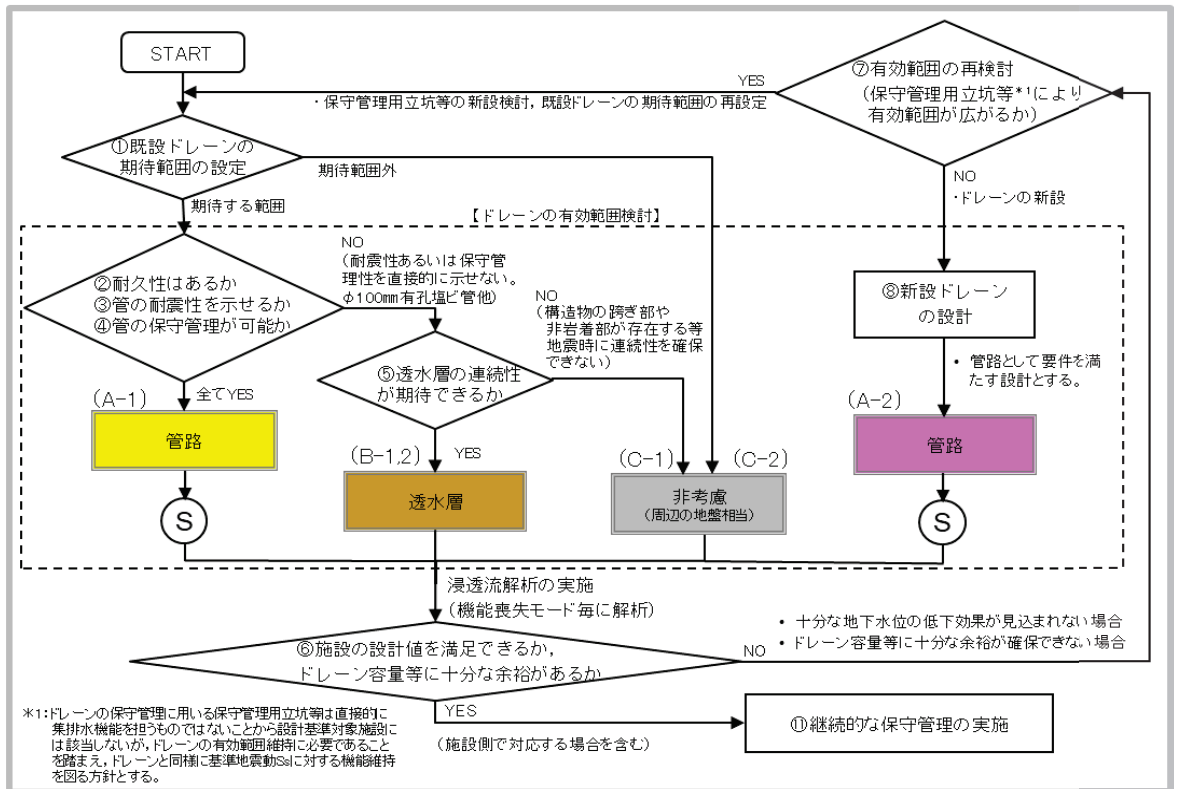 START
YES
・保守管理用立坑等の新設検討，既設ドレーンの期待範囲の再設定
⑦有効範囲の再検討
(保守管理用立坑等*1により
有効範囲が広がるか)
①既設ドレーンの
期待範囲の設定
期待範囲外
期待する範囲
NO
・ドレーンの新設
【ドレーンの有効範囲検討】
②耐久性はあるか
③管の耐震性を示せるか
④管の保守管理が可能か
NO
(耐震性あるいは保守管
理性を直接的に示せない。
φ100mm有孔塩ビ管他)
NO
(構造物の跨ぎ部や
非岩着部が存在する等
地震時に連続性を確保
できない)
⑧新設ドレーン
の設計
⑤透水層の連続性
が期待できるか
• 管路として要件を満
たす設計とする。
(A-1)
全てYES
管路
(B-1,2)
YES
透水層
(C-1)
(C-2)
非考慮
(周辺の地盤相当)
(A-2)
管路
S
S
浸透流解析の実施
(機能喪失モード毎に解析)
⑥施設の設計値を満足できるか，
ドレーン容量等に十分な余裕があるか
NO
• 十分な地下水位の低下効果が見込まれない場合
• ドレーン容量等に十分な余裕が確保できない場合
YES
(施設側で対応する場合を含む)
⑪継続的な保守管理の実施
*1:ドレーンの保守管理に用いる保守管理用立坑等は直接的に
集排水機能を担うものではないことから設計基準対象施設に
は該当しないが，ドレーンの有効範囲維持に必要であること
を踏まえ，ドレーンと同様に基準地震動Ssに対する機能維持
を図る方針とする。